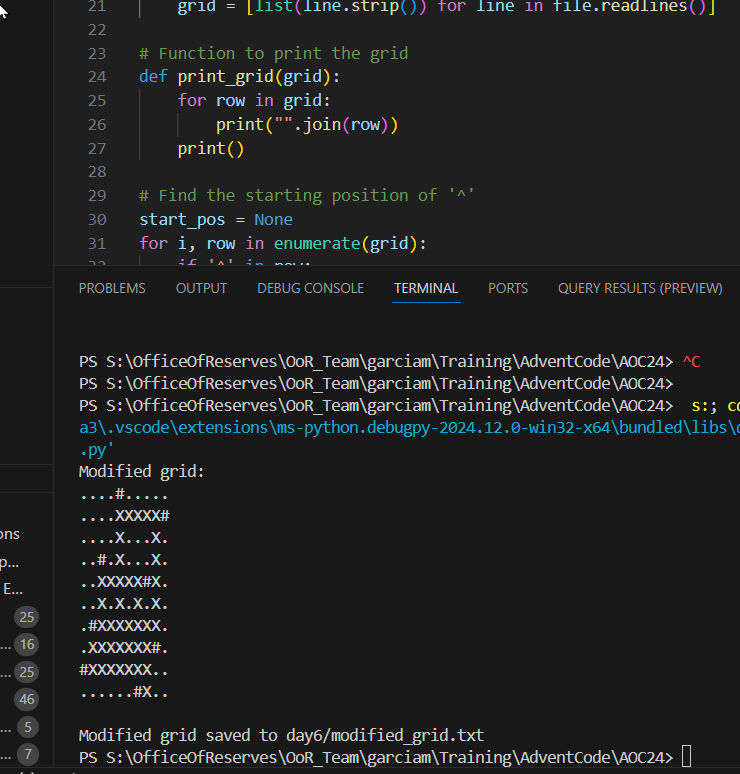 21 grid = [list(line.strip()) for line in file.readlines()]
22
23 # Function to print the grid
24 def print_grid(grid):
25 for row in grid:
26 print("".join(row))
27 print()
28
29 # Find the starting position of '^'
30 start_pos = None
31 for i, row in enumerate(grid):
32 if '^' in row:
PROBLEMS OUTPUT DEBUG CONSOLE TERMINAL PORTS QUERY RESULTS (PREVIEW)
PS S:\OfficeOfReserves\OoR_Team\garciam\Training\AdventCode\AOC24> ^C
PS S:\OfficeOfReserves\OoR_Team\garciam\Training\AdventCode\AOC24>
PS S:\OfficeOfReserves\OoR_Team\garciam\Training\AdventCode\AOC24> s:;
a3\.vscode\extensions\ms-python.debugpy-2024.12.0-win32-x64\bundled\libs\
.py'
Modified grid:
....#.....
....XXXXX#
....X...X.
..#.X...X.
..XXXXX#X.
..X.X.X.X.
.#XXXXXXX.
.XXXXXXX#.
#XXXXXXX..
......#X..
Modified grid saved to day6/modified_grid.txt
PS S:\OfficeOfReserves\OoR_Team\garciam\Training\AdventCode\AOC24>
ons
p...
E...
25
... 16
... 25
46
... 5
... 7